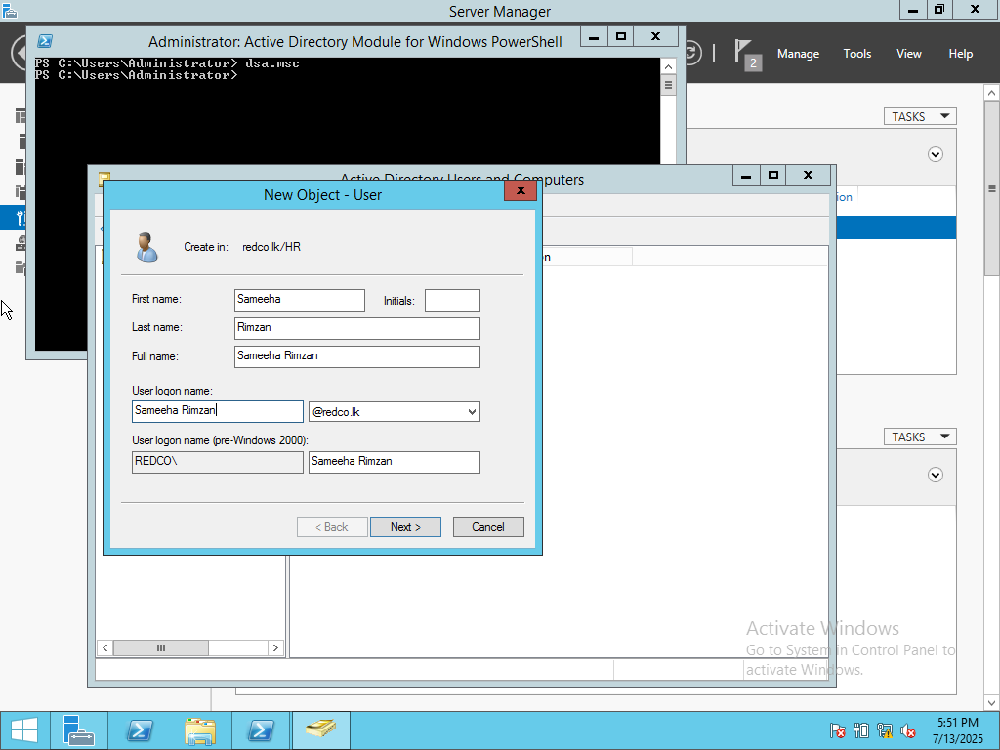 Server Manager
Administrator: Active Directory Module for Windows PowerShell
PS C:\Users\Administrator> dsa.msc
PS C:\Users\Administrator>
2
Manage
Tools
View
Help
TASKS
Active Directory Users and Computers
New Object - User
Create in:
redco.lk/HR
First name:
Sameeha
Initials:
Last name:
Rimzan
Full name:
Sameeha Rimzan
User logon name:
Sameeha Rimzan
@redco.lk
User logon name (pre-Windows 2000):
REDCO\
Sameeha Rimzan
< Back
Next >
Cancel
TASKS
Activate Windows
Go to System in Control Panel to
activate Windows.
5:51 PM
7/13/2025